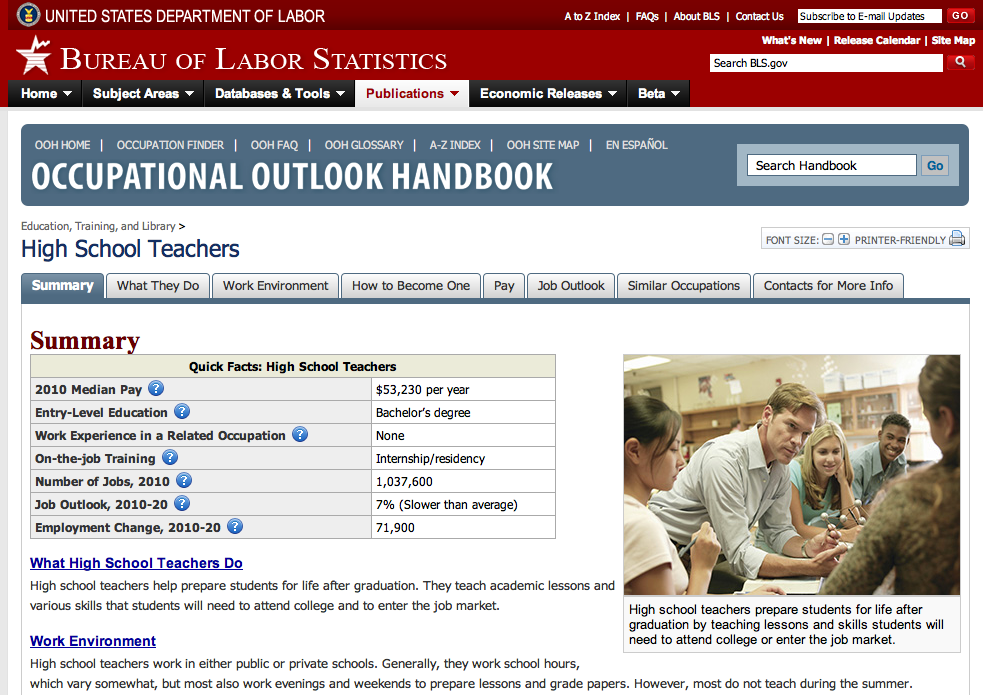 UNITED STATES DEPARTMENT OF LABOR
A to Z Index | FAQs | About BLS | Contact Us
Subscribe to E-mail Updates GO
What's New | Release Calendar | Site Map
BUREAU OF LABOR STATISTICS
Search BLS.gov
Home Subject Areas Databases & Tools Publications Economic Releases Beta
OOH HOME | OCCUPATION FINDER | OOH FAQ | OOH GLOSSARY | A-Z INDEX | OOH SITE MAP | EN ESPAÑOL
OCCUPATIONAL OUTLOOK HANDBOOK
Search Handbook Go
Education, Training, and Library >
High School Teachers
FONT SIZE: PRINTER-FRIENDLY
Summary What They Do Work Environment How to Become One Pay Job Outlook Similar Occupations Contacts for More Info
Summary
Quick Facts: High School Teachers
2010 Median Pay ? $53,230 per year
Entry-Level Education ? Bachelor's degree
Work Experience in a Related Occupation ? None
On-the-job Training ? Internship/residency
Number of Jobs, 2010 ? 1,037,600
Job Outlook, 2010-20 ? 7% (Slower than average)
Employment Change, 2010-20 ? 71,900
What High School Teachers Do
High school teachers help prepare students for life after graduation. They teach academic lessons and
various skills that students will need to attend college and to enter the job market.
High school teachers prepare students for life after
graduation by teaching lessons and skills students will
need to attend college or enter the job market.
Work Environment
High school teachers work in either public or private schools. Generally, they work school hours,
which vary somewhat, but most also work evenings and weekends to prepare lessons and grade papers. However, most do not teach during the summer.